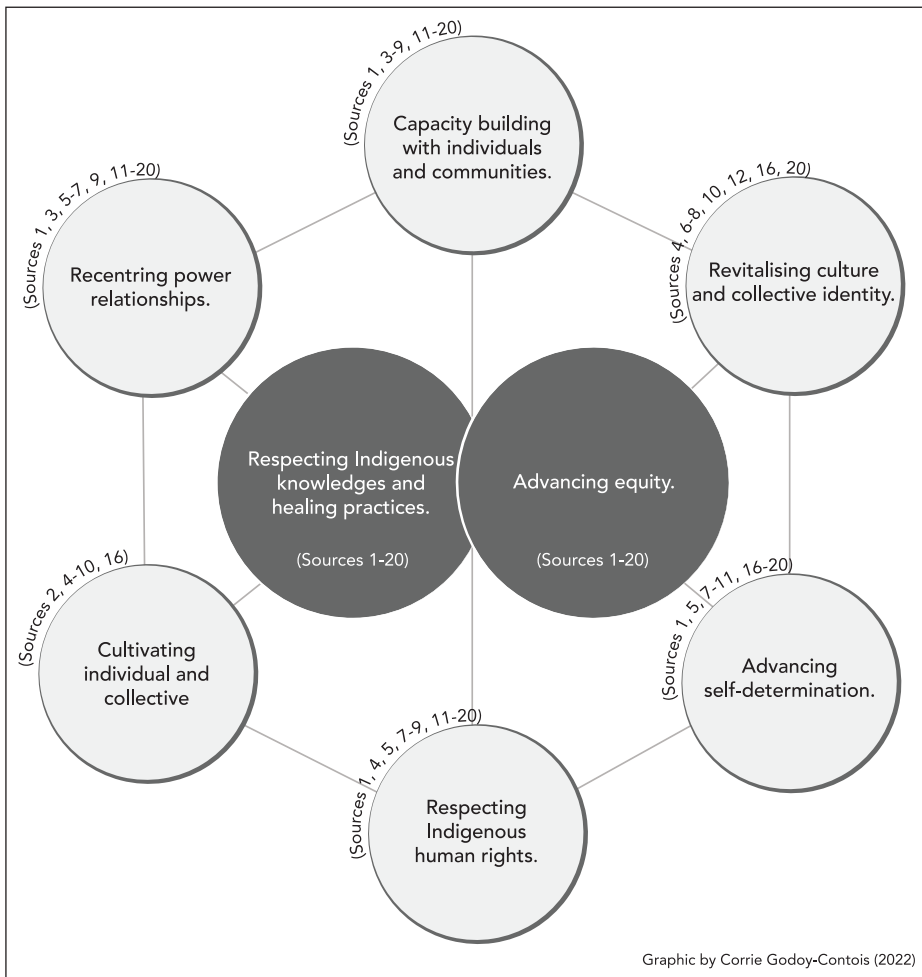 (Sources 1, 3-9, 11-20)
Capacity building
with individuals
and communities.
(Sources 1, 3, 5-7, 9, 11-20)
Recentring power
relationships.
(Sources 4, 6-8, 10, 12, 16, 20)
Revitalising culture
and collective identity.
Respecting Indigenous
knowledges and
healing practices.
(Sources 1-20)
Advancing equity.
(Sources 1-20)
(Sources 2, 4-10, 16)
Cultivating
individual and
collective
(Sources 1, 5, 7-11, 16-20)
Advancing
self-determination.
(Sources 1, 4, 5, 7-9, 11-20)
Respecting
Indigenous
human rights.
Graphic by Corrie Godoy-Contois (2022)